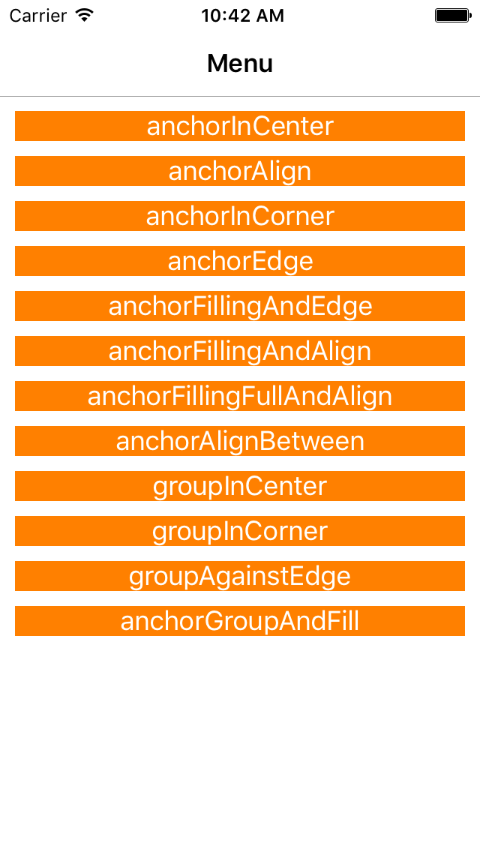 Carrier 10:42 AM
Menu
anchorInCenter
anchorAlign
anchorInCorner
anchorEdge
anchorFillingAndEdge
anchorFillingAndAlign
anchorFillingFullAndAlign
anchorAlignBetween
groupInCenter
groupInCorner
groupAgainstEdge
anchorGroupAndFill